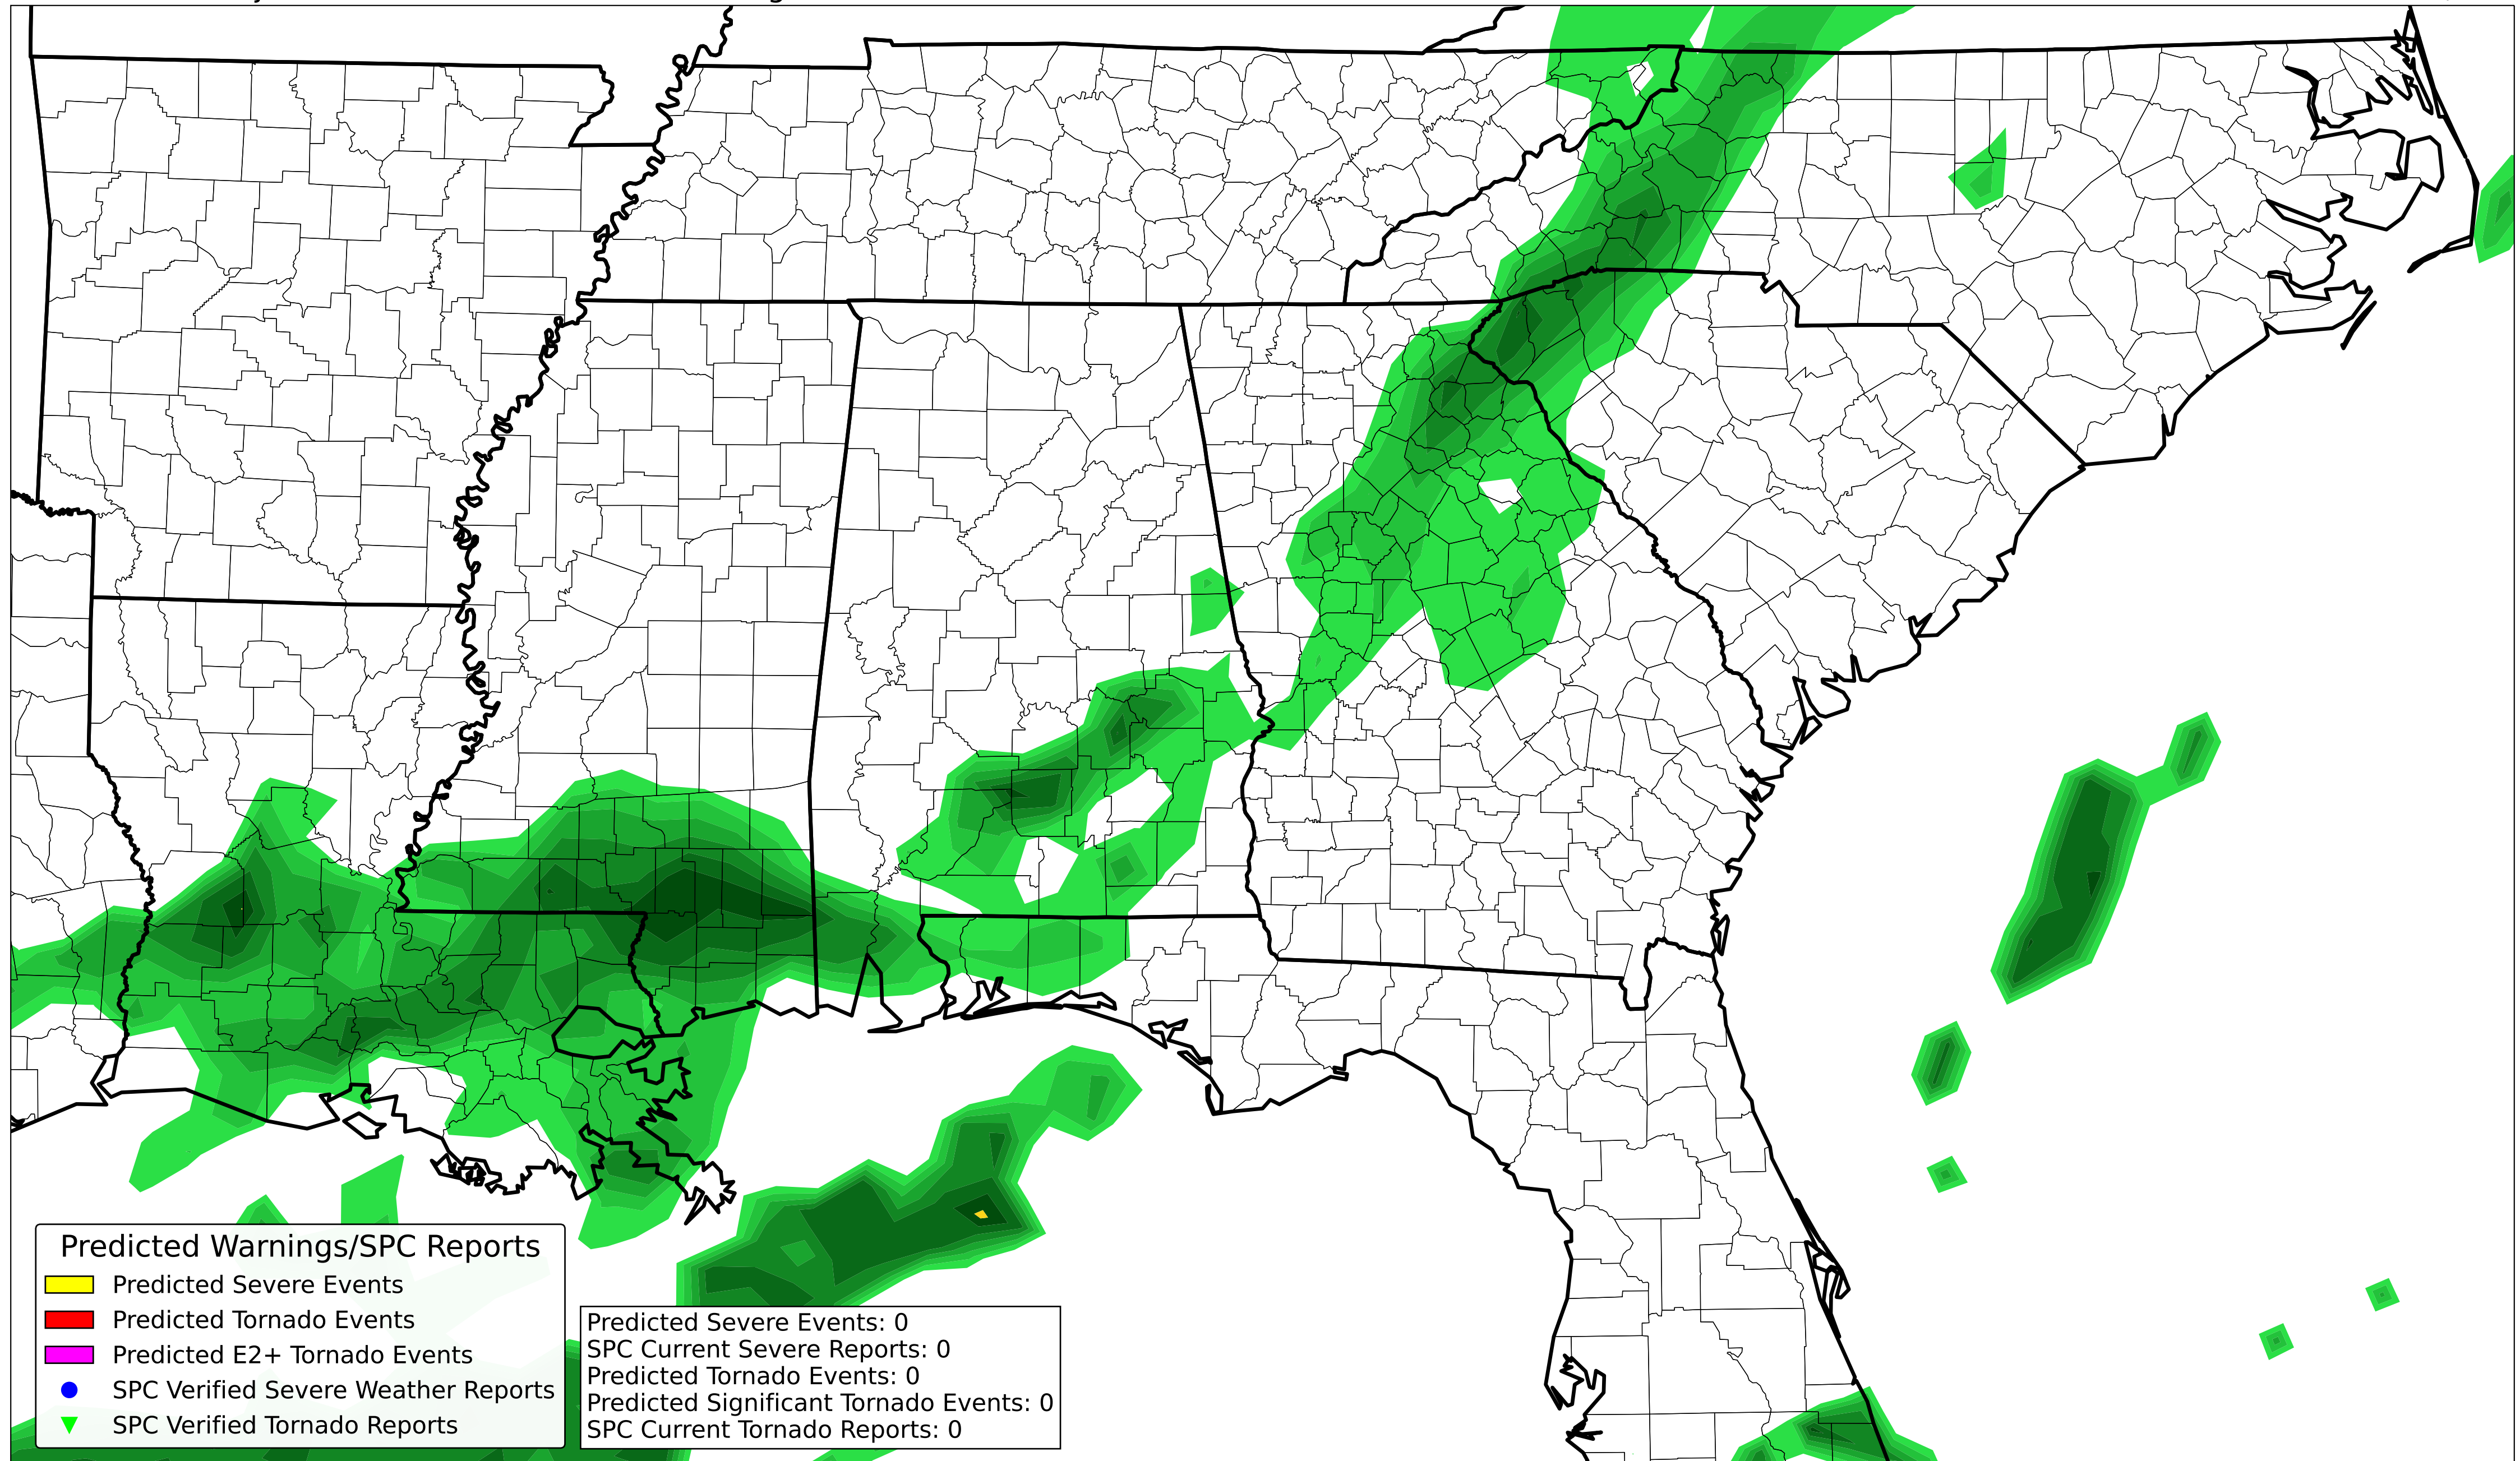 Predicted Warnings/SPC Reports
Predicted Severe Events
Predicted Tornado Events
Predicted E2+ Tornado Events
SPC Verified Severe Weather Reports
SPC Verified Tornado Reports
Predicted Severe Events: 0
SPC Current Severe Reports: 0
Predicted Tornado Events: 0
Predicted Significant Tornado Events: 0
SPC Current Tornado Reports: 0